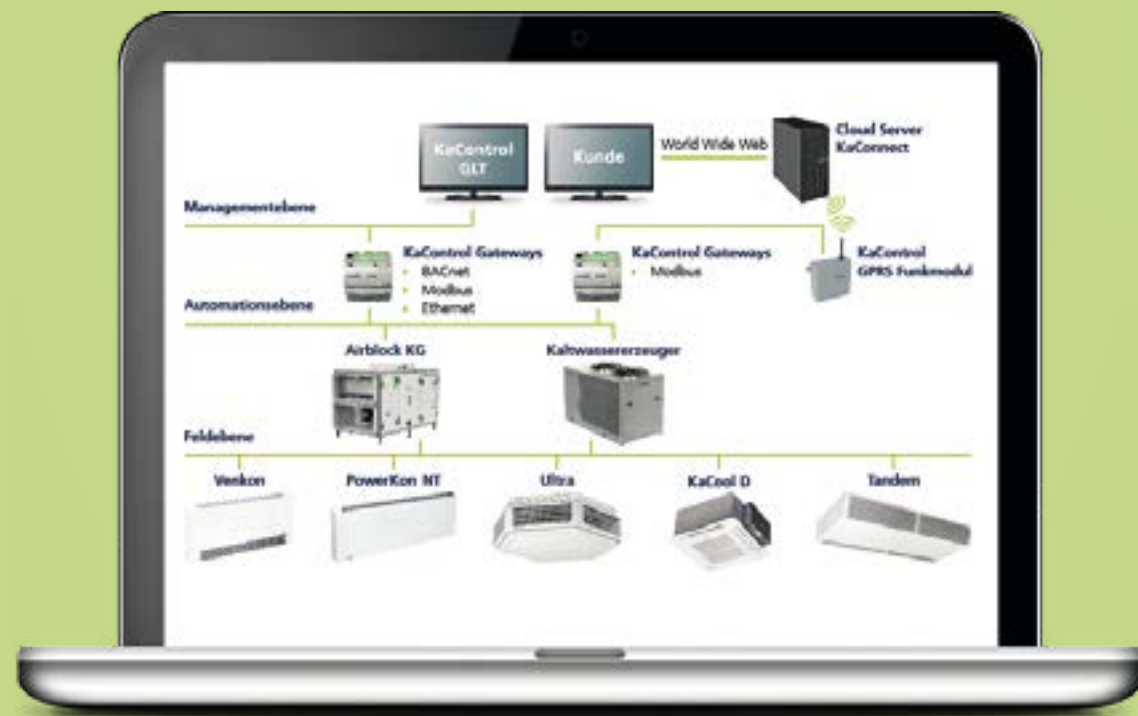 KaControl
GLT
Kunde
World Wide Web
Cloud Server
KaConnect
Managementebene
KaControl Gateways
• BACnet
• Modbus
• Ethernet
KaControl Gateways
• Modbus
KaControl
GPRS Funkmodul
Automationsebene
Airblock KG
Kaltwassererzeuger
Feldebene
Venkon
PowerKon NT
Ultra
KaCool D
Tandem